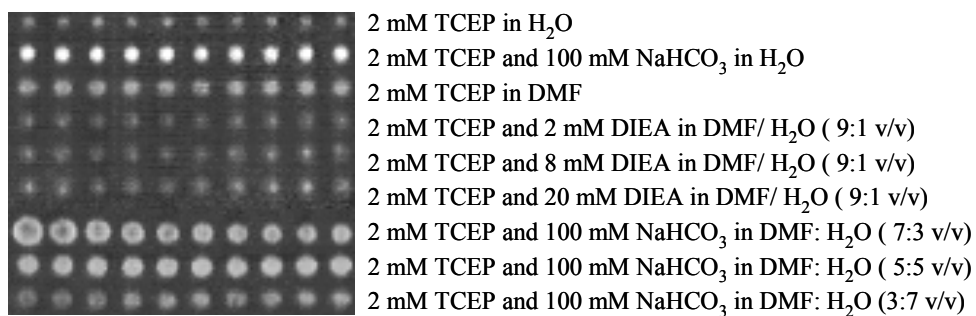 2 mM TCEP in H₂O
2 mM TCEP and 100 mM NaHCO₃ in H₂O
2 mM TCEP in DMF
2 mM TCEP and 2 mM DIEA in DMF/ H₂O ( 9:1 v/v)
2 mM TCEP and 8 mM DIEA in DMF/ H₂O ( 9:1 v/v)
2 mM TCEP and 20 mM DIEA in DMF/ H₂O ( 9:1 v/v)
2 mM TCEP and 100 mM NaHCO₃ in DMF: H₂O ( 7:3 v/v)
2 mM TCEP and 100 mM NaHCO₃ in DMF: H₂O ( 5:5 v/v)
2 mM TCEP and 100 mM NaHCO₃ in DMF: H₂O (3:7 v/v)